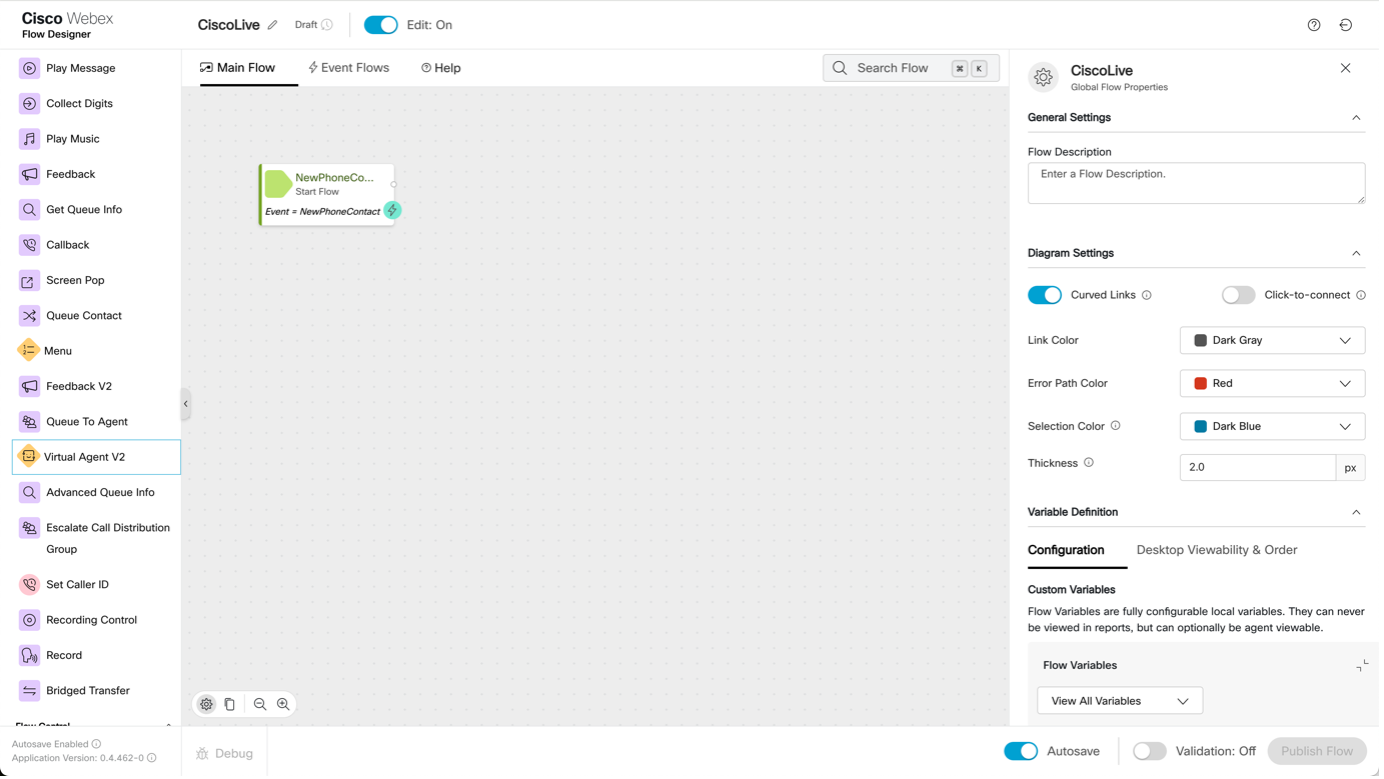 Cisco Webex
Flow Designer
CiscoLive
Draft
Edit: On
Play Message
Collect Digits
Play Music
Feedback
Get Queue Info
Callback
Screen Pop
Queue Contact
Menu
Feedback V2
Queue To Agent
Virtual Agent V2
Advanced Queue Info
Escalate Call Distribution
Group
Set Caller ID
Recording Control
Record
Bridged Transfer
Flow Control
Autosave Enabled
Application Version: 0.4.462-0
Main Flow
Event Flows
Help
Search Flow
⌘ K
NewPhoneCo...
Start Flow
Event = NewPhoneContact
Debug
CiscoLive
Global Flow Properties
General Settings
Flow Description
Enter a Flow Description.
Diagram Settings
Curved Links
Click-to-connect
Link Color
Dark Gray
Error Path Color
Red
Selection Color
Dark Blue
Thickness
2.0
px
Variable Definition
Configuration
Desktop Viewability & Order
Custom Variables
Flow Variables are fully configurable local variables. They can never
be viewed in reports, but can optionally be agent viewable.
Flow Variables
View All Variables
Autosave
Validation: Off
Publish Flow